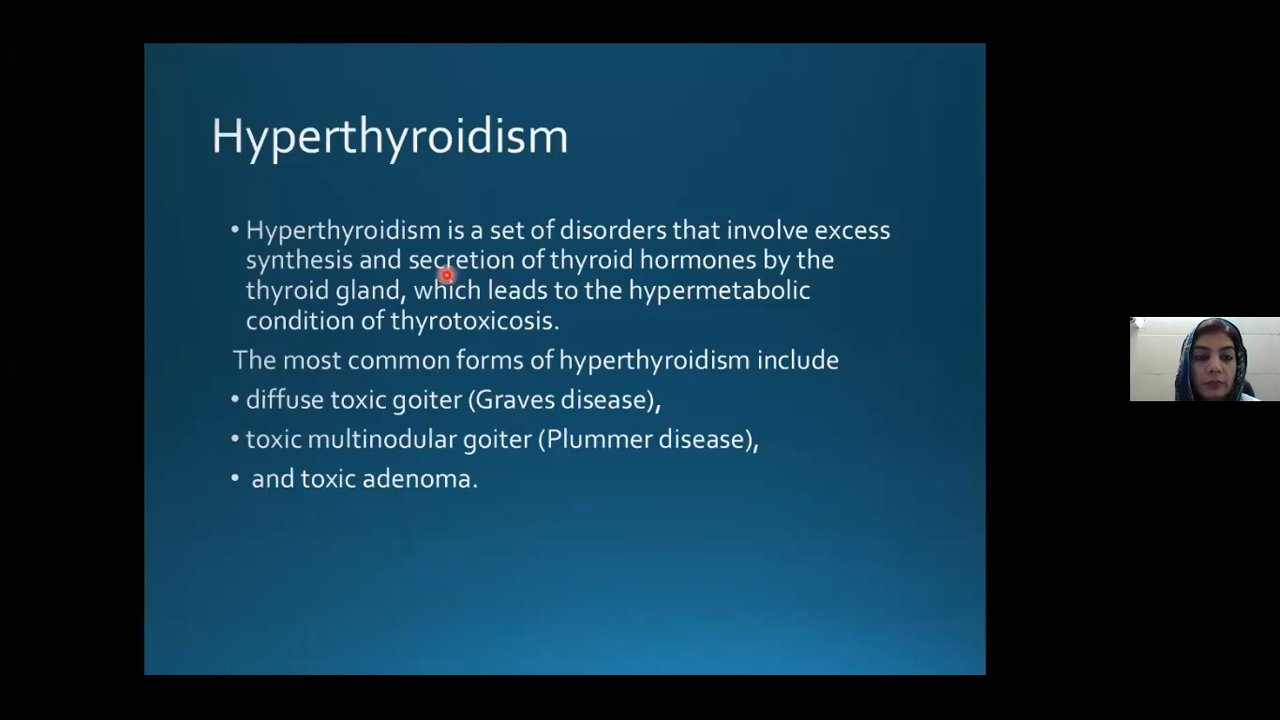 Hyperthyroidism
• Hyperthyroidism is a set of disorders that involve excess
synthesis and secretion of thyroid hormones by the
thyroid gland, which leads to the hypermetabolic
condition of thyrotoxicosis.
The most common forms of hyperthyroidism include
• diffuse toxic goiter (Graves disease),
• toxic multinodular goiter (Plummer disease),
• and toxic adenoma.